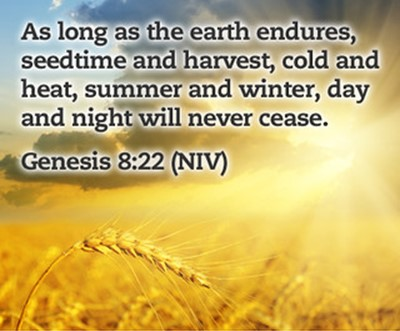 As long as the earth endures,
seedtime and harvest, cold and
heat, summer and winter, day
and night will never cease.
Genesis 8:22 (NIV)